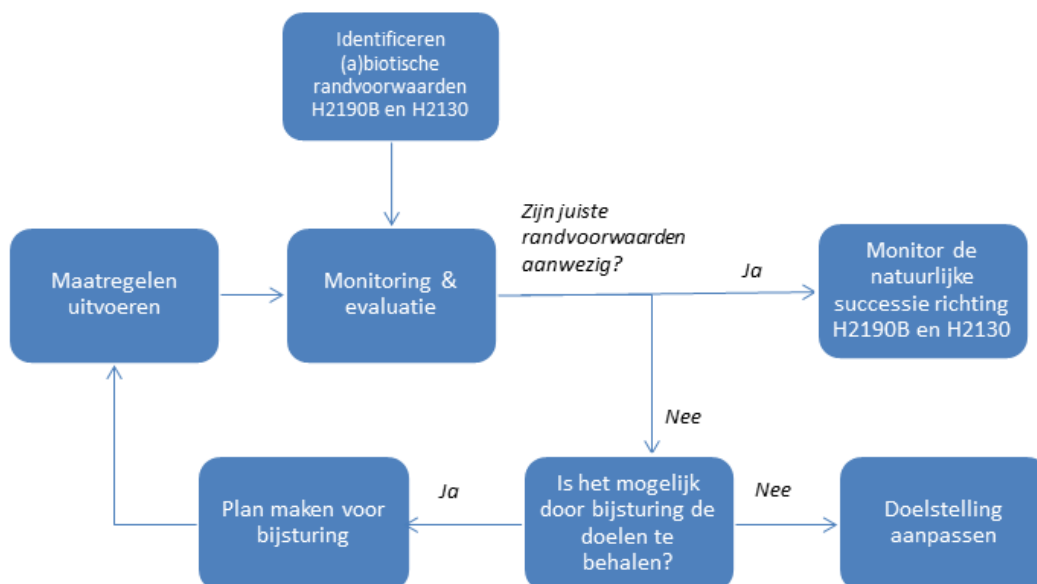 Identificeren
(a)biotische
randvoorwaarden
H2190B en H2130
Zijn juiste
randvoorwaarden
aanwezig?
Ja
Maatregelen
uitvoeren
Monitoring &
evaluatie
Monitor de
natuurlijke
successie richting
H2190B en H2130
Nee
Plan maken voor
bijsturing
Ja
Is het mogelijk
door bijsturing de
doelen te
behalen?
Nee
Doelstelling
aanpassen